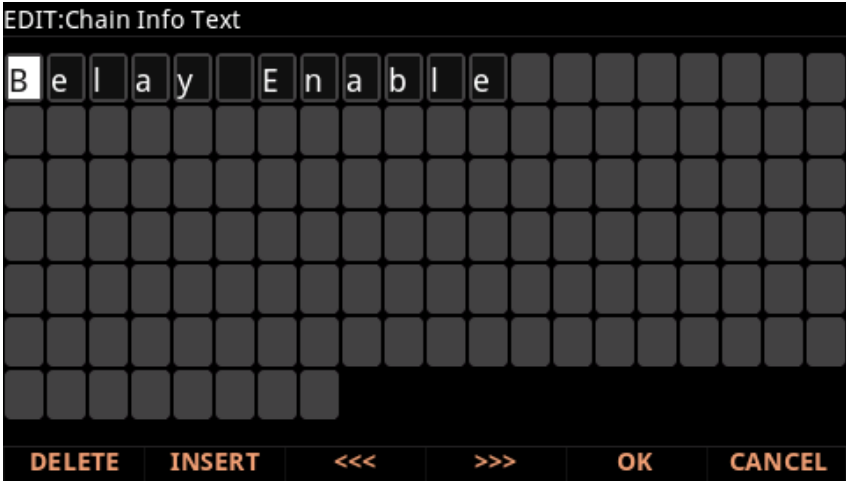 EDIT:Chain Info Text
Belay Enable
DELETE INSERT <<< >>> OK CANCEL